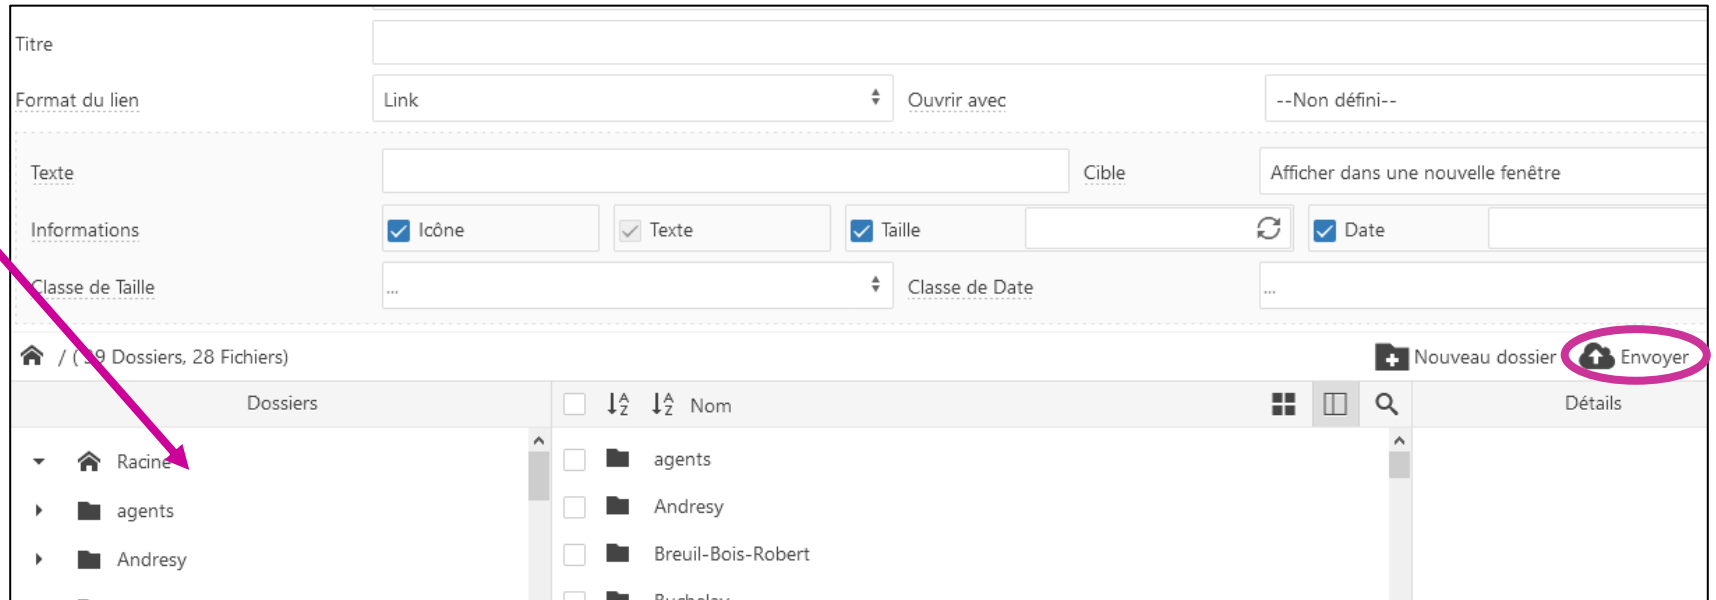 Titre
Format du lien Link Ouvrir avec --Non défini--
Texte Cible Afficher dans une nouvelle fenêtre
Informations Icône Texte Taille Date
Classe de Taille ... Classe de Date ...
/ ( 9 Dossiers, 28 Fichiers) Nouveau dossier Envoyer
Dossiers Nom Détails
Racine agents
agents Andresy
Andresy Breuil-Bois-Robert